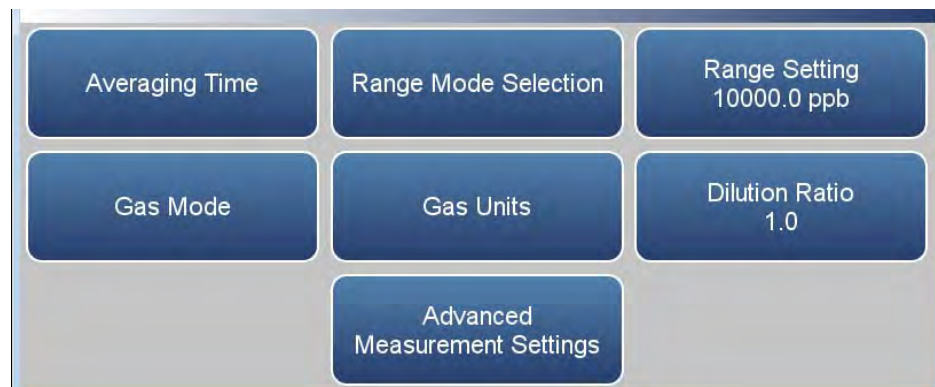 Averaging Time
Range Mode Selection
Range Setting
10000.0 ppb
Gas Mode
Gas Units
Dilution Ratio
1.0
Advanced
Measurement Settings